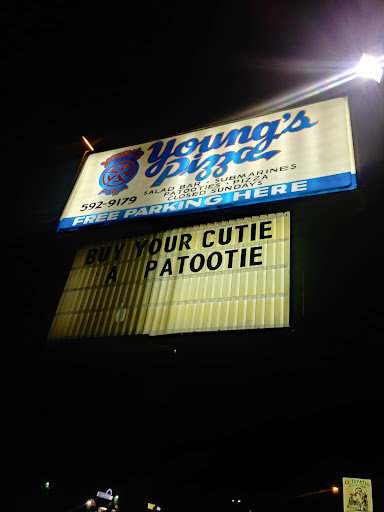 Young's
Pizza
SALAD BAR · SUBMARINES
PATOOTIES · PIZZA
CLOSED SUNDAYS
592-9179
FREE PARKING HERE
BUY YOUR CUTIE
A PATOOTIE